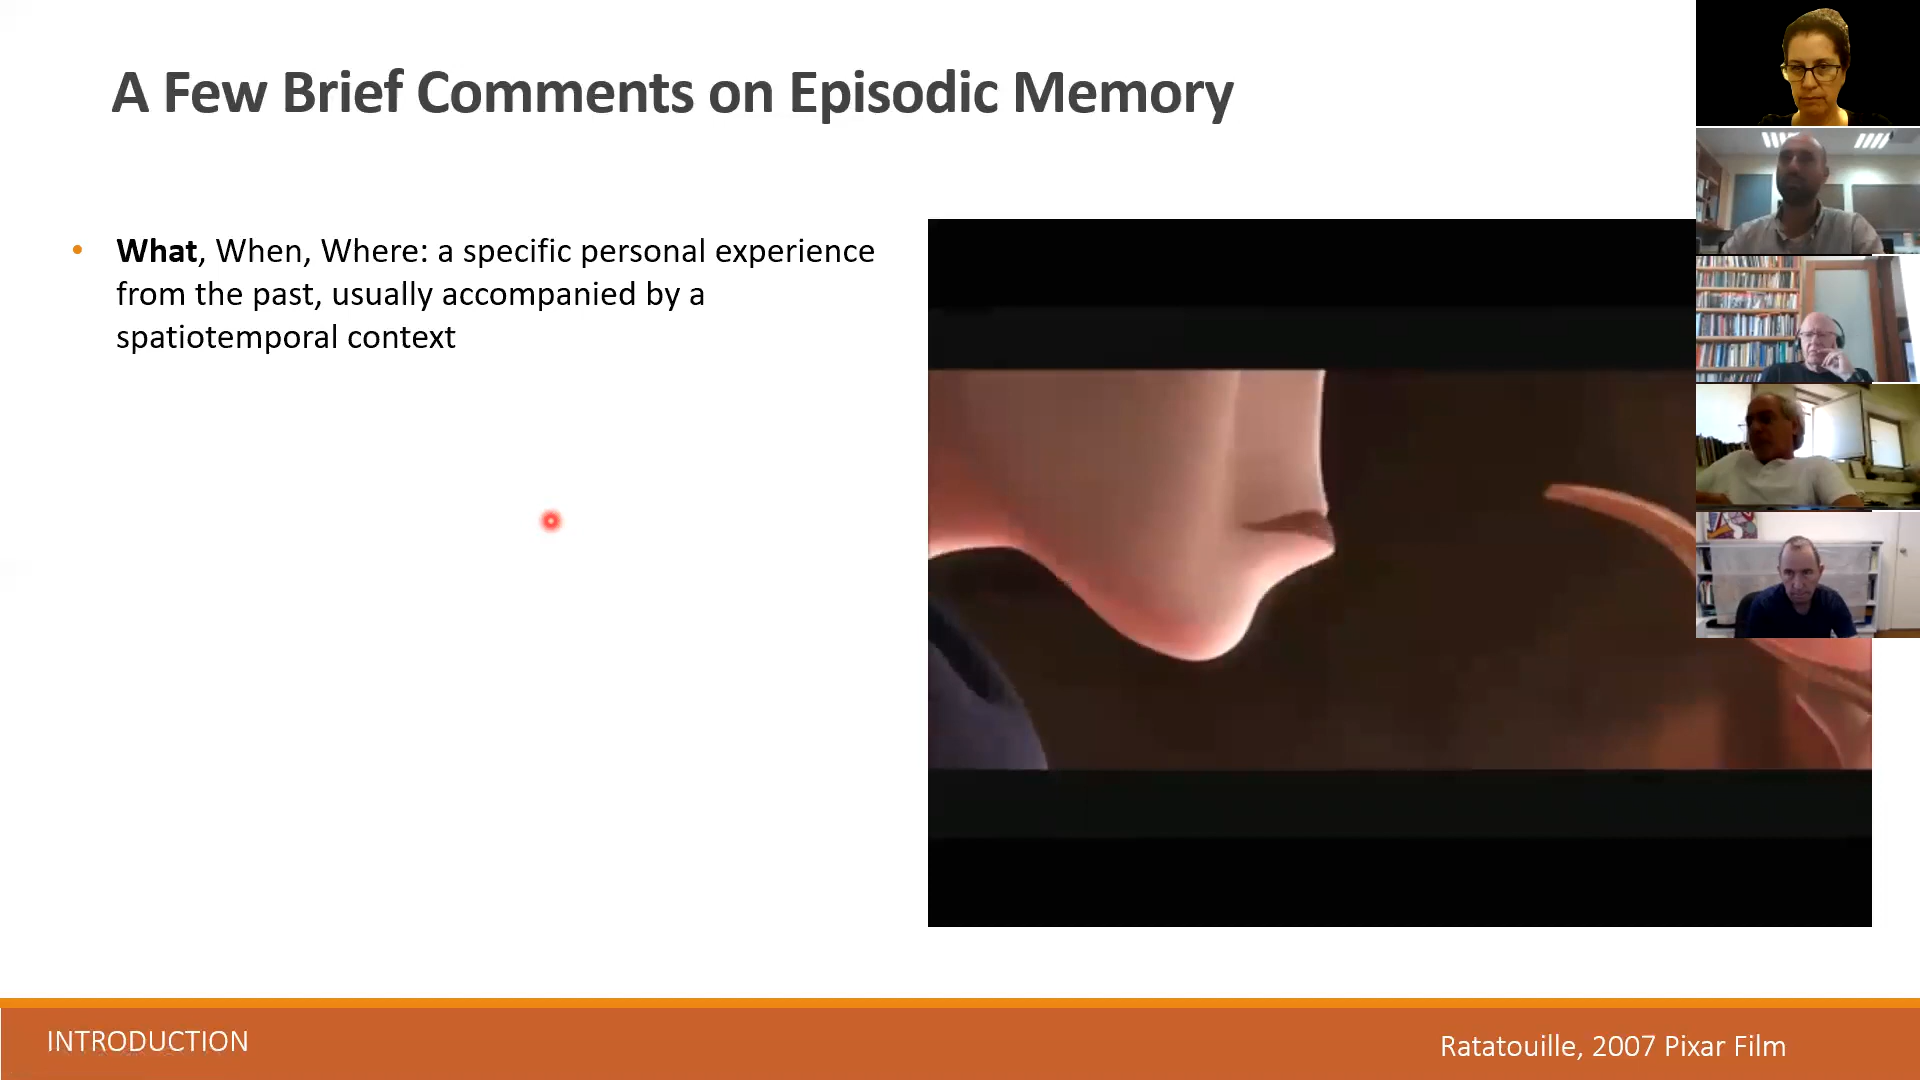 A Few Brief Comments on Episodic Memory
• What, When, Where: a specific personal experience
from the past, usually accompanied by a
spatiotemporal context
INTRODUCTION
Ratatouille, 2007 Pixar Film